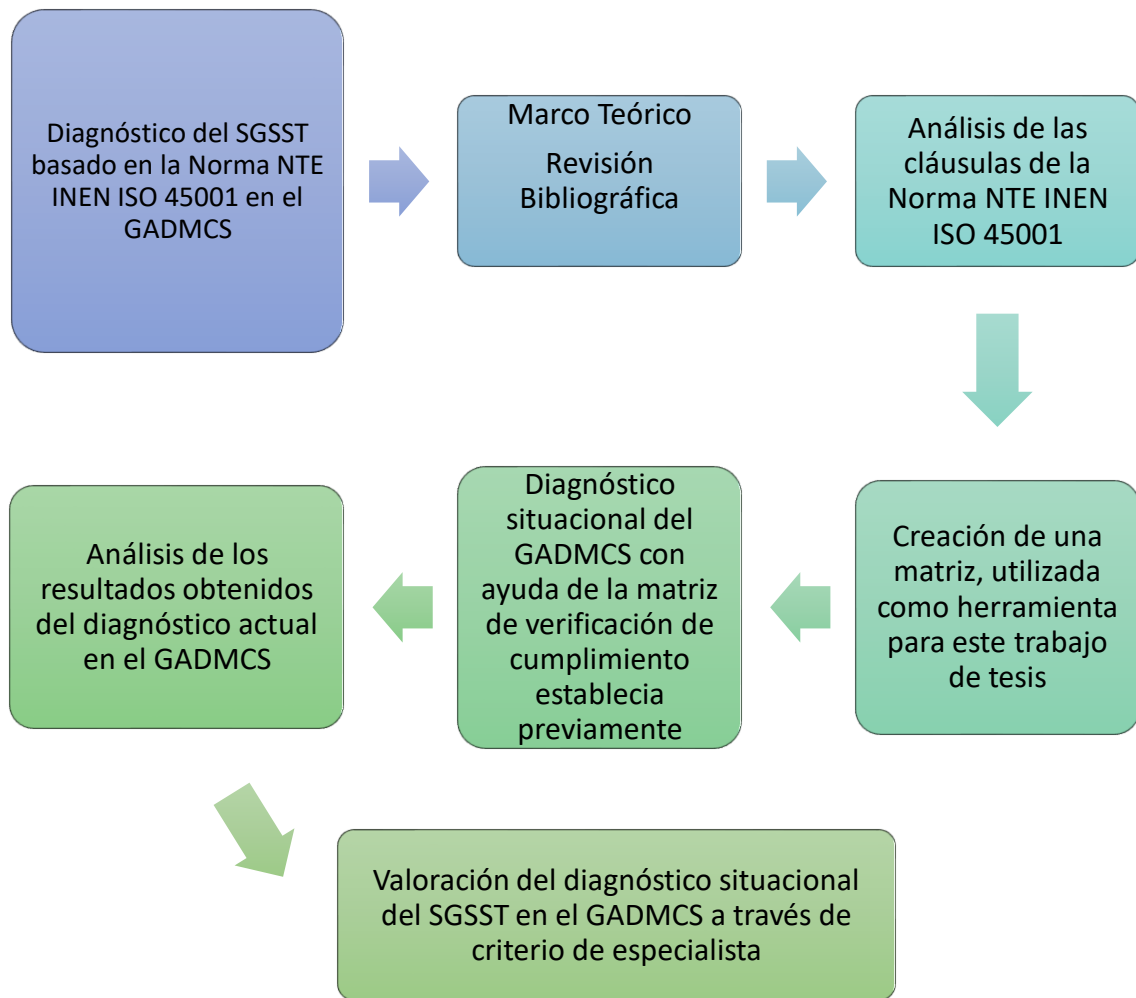 Diagnóstico del SGSST
basado en la Norma NTE
INEN ISO 45001 en el
GADMCS
Marco Teórico
Revisión
Bibliográfica
Análisis de las
cláusulas de la
Norma NTE INEN
ISO 45001
Creación de una
matriz, utilizada
como herramienta
para este trabajo
de tesis
Diagnóstico
situacional del
GADMCS con
ayuda de la matriz
de verificación de
cumplimiento
establecia
previamente
Análisis de los
resultados obtenidos
del diagnóstico actual
en el GADMCS
Valoración del diagnóstico situacional
del SGSST en el GADMCS a través de
criterio de especialista